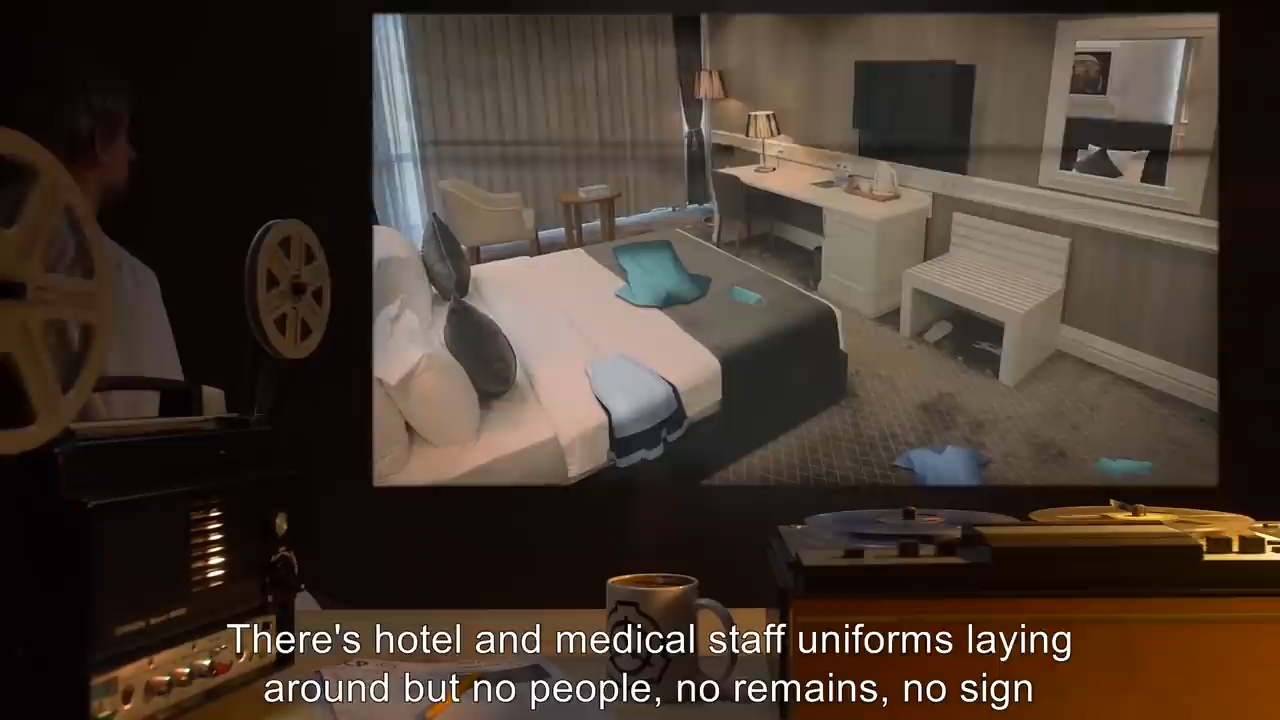 There's hotel and medical staff uniforms laying
around but no people, no remains, no sign